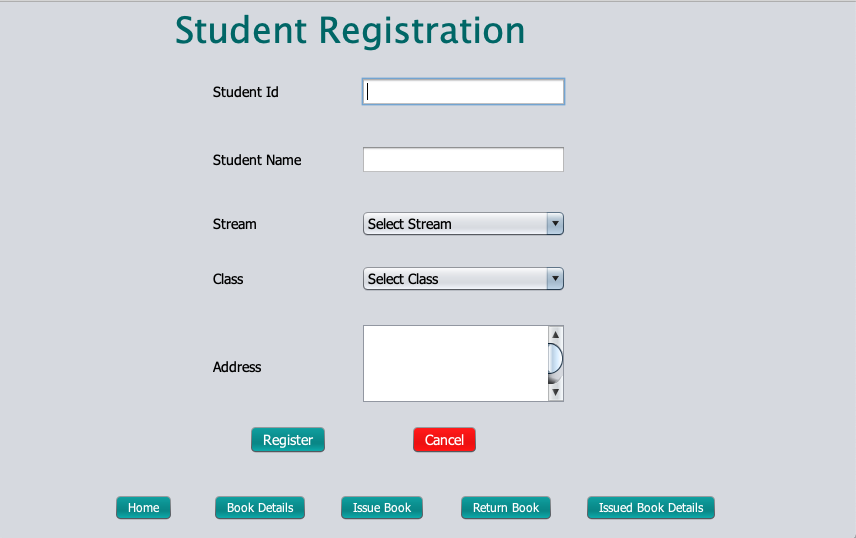 Student Registration
Student Id
Student Name
Stream Select Stream
Class Select Class
Address
Register Cancel
Home Book Details Issue Book Return Book Issued Book Details